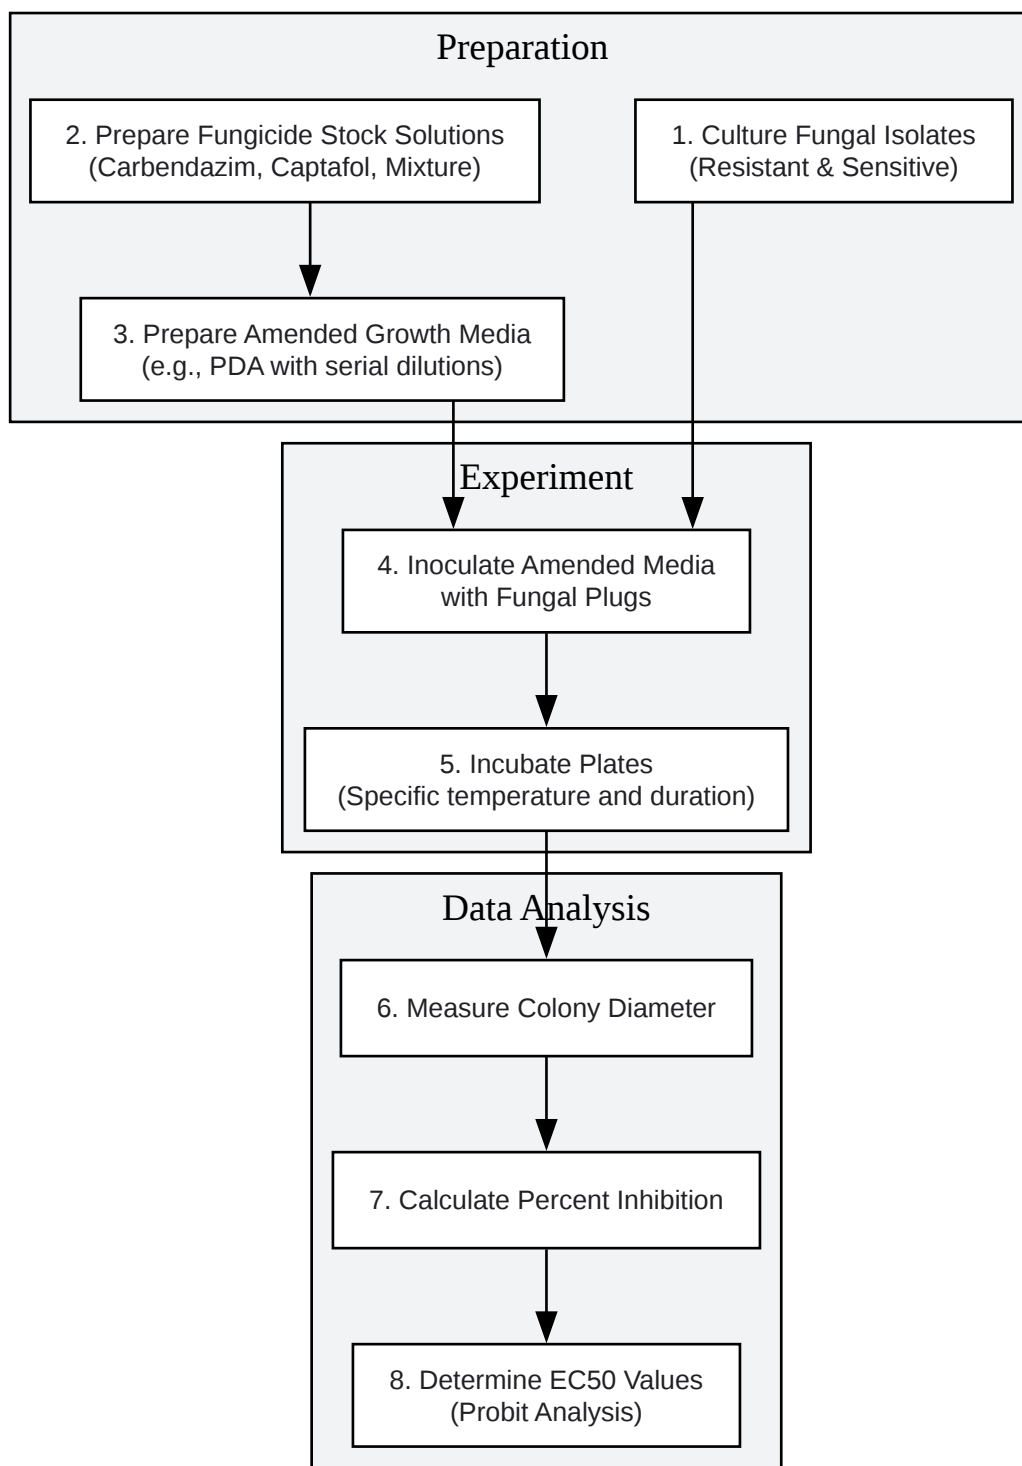 Preparation
2. Prepare Fungicide Stock Solutions
(Carbendazim, Captafol, Mixture)
1. Culture Fungal Isolates
(Resistant & Sensitive)
3. Prepare Amended Growth Media
(e.g., PDA with serial dilutions)
Experiment
4. Inoculate Amended Media
with Fungal Plugs
5. Incubate Plates
(Specific temperature and duration)
Data Analysis
6. Measure Colony Diameter
7. Calculate Percent Inhibition
8. Determine EC50 Values
(Probit Analysis)